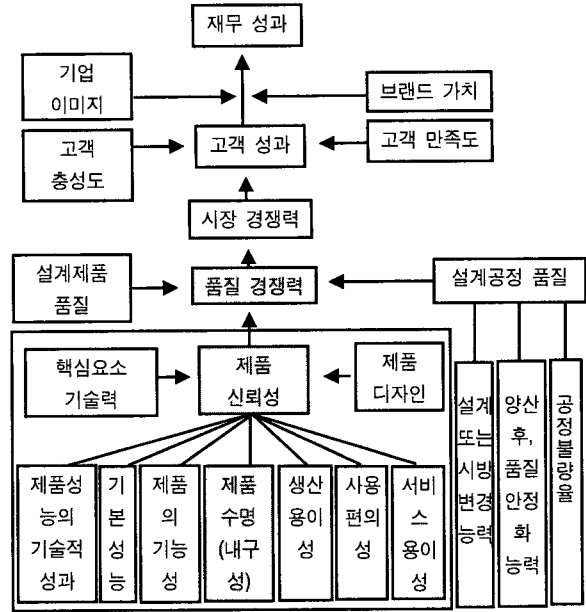 재무 성과
기업
이미지
브랜드 가치
고객
충성도
고객 성과
고객 만족도
시장 경쟁력
설계제품
품질
품질 경쟁력
설계공정 품질
핵심요소
기술력
제품
신뢰성
제품
디자인
제품성
능의
기술적
성과
기
본
성
능
제품
의
기능
성
제품
수명
(내구
성)
생산
용이
성
사용
편의
성
서비
스
용이
성
설계
또는
시방
변경
능력
양산
후,
품질
안정
화
능력
공
정
불
량
율